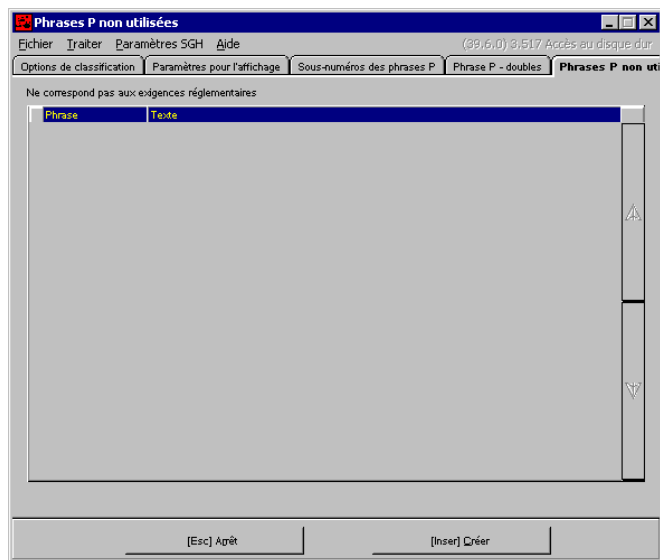 Phrases P non utilisées
Fichier Traiter Paramètres SGH Aide (39.6.0) 3.517 Accès au disque dur
Options de classification Paramètres pour l'affichage Sous-numéros des phrases P Phrase P - doubles Phrases P non uti
Ne correspond pas aux exigences réglementaires
Phrase Texte
[Esc] Arrêt [Inser] Créer